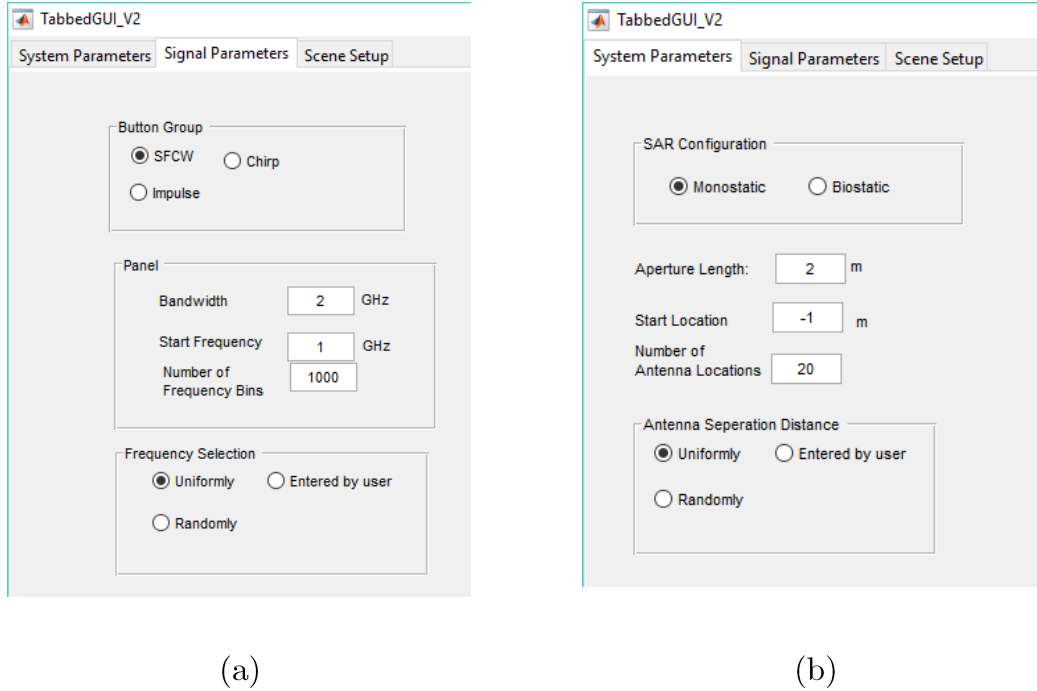 TabbedGUI_V2
System Parameters Signal Parameters Scene Setup
Button Group
SFCW Chirp
Impulse
Panel
Bandwidth 2 GHz
Start Frequency 1 GHz
Number of
Frequency Bins 1000
Frequency Selection
Uniformly Entered by user
Randomly
(a)
TabbedGUI_V2
System Parameters Signal Parameters Scene Setup
SAR Configuration
Monostatic Biostatic
Aperture Length: 2 m
Start Location -1 m
Number of
Antenna Locations 20
Antenna Seperation Distance
Uniformly Entered by user
Randomly
(b)